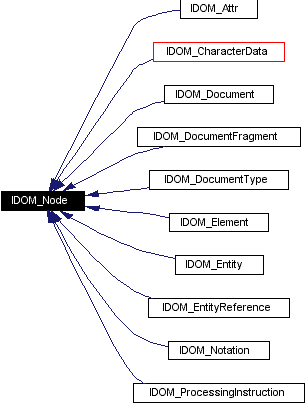 IDOM_Attr
IDOM_CharacterData
IDOM_Document
IDOM_DocumentFragment
IDOM_DocumentType
IDOM_Node
IDOM_Element
IDOM_Entity
IDOM_EntityReference
IDOM_Notation
IDOM_ProcessingInstruction